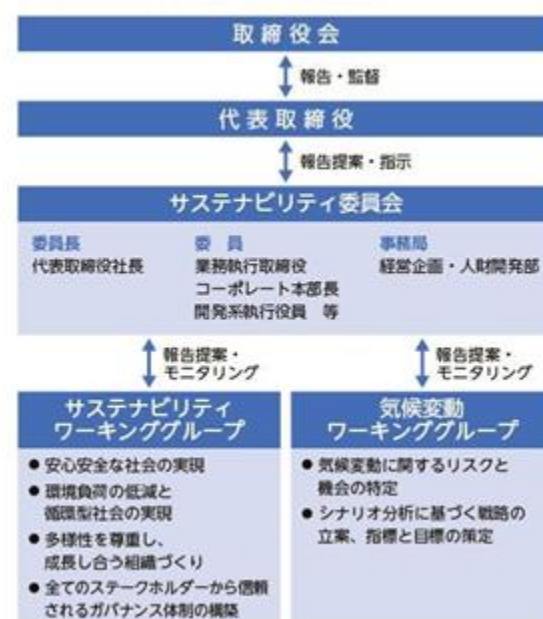 取締役会
報告・監督
代表取締役
報告提案・指示
サステナビリティ委員会
委員長
代表取締役社長
委 員
業務執行取締役
コーポレート本部長
開発系執行役員 等
事務局
経営企画・人財開発部
報告提案・
モニタリング
報告提案・
モニタリング
サステナビリティ
ワーキンググループ
● 安心安全な社会の実現
● 環境負荷の低減と
循環型社会の実現
● 多様性を尊重し、
成長し合う組織づくり
● 全てのステークホルダーから信頼
されるガバナンス体制の構築
気候変動
ワーキンググループ
● 気候変動に関するリスクと
機会の特定
● シナリオ分析に基づく戦略の
立案、指標と目標の策定